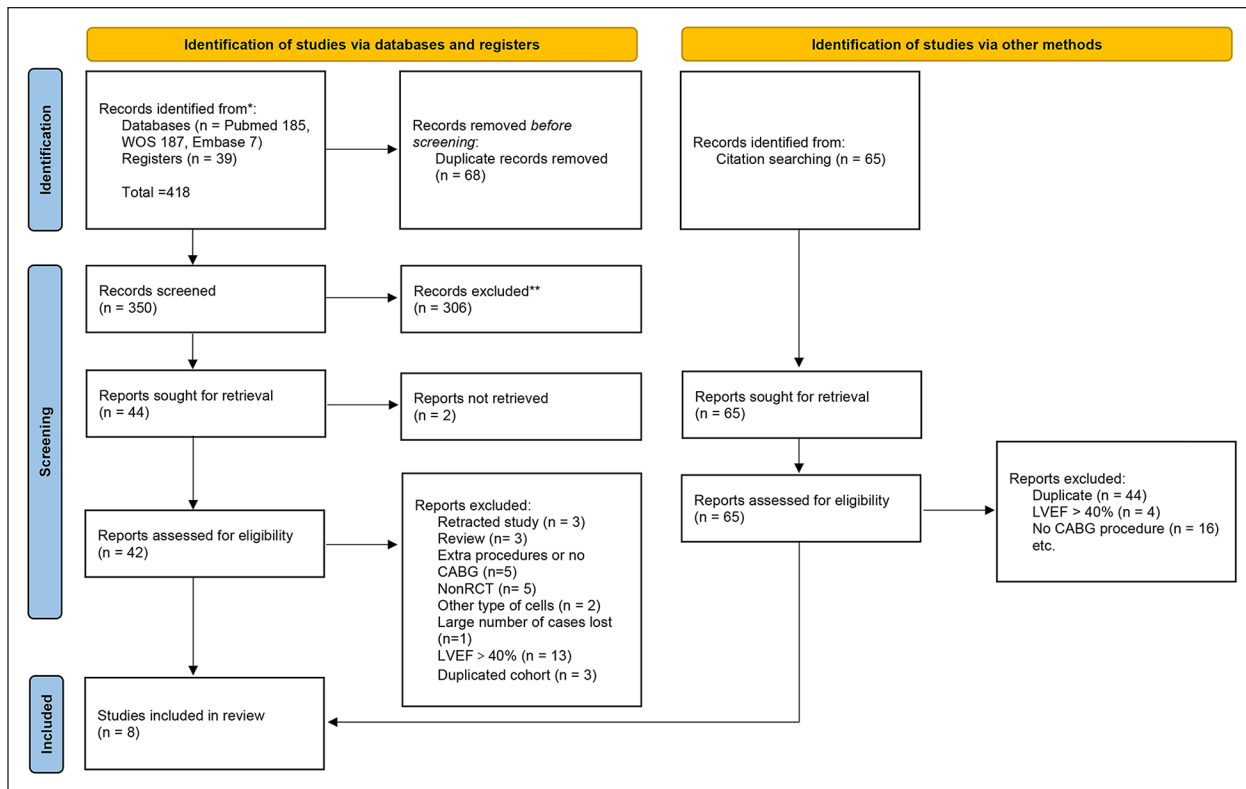 Identification of studies via databases and registers
Identification of studies via other methods
Identification
Records identified from*:
Databases (n = Pubmed 185,
WOS 187, Embase 7)
Registers (n = 39)
Total =418
Records removed before
screening:
Duplicate records removed
(n = 68)
Records identified from:
Citation searching (n = 65)
Screening
Records screened
(n = 350)
Records excluded**
(n = 306)
Reports sought for retrieval
(n = 44)
Reports not retrieved
(n = 2)
Reports sought for retrieval
(n = 65)
Reports assessed for eligibility
(n = 42)
Reports excluded:
Retracted study (n = 3)
Review (n= 3)
Extra procedures or no
CABG (n=5)
NonRCT (n= 5)
Other type of cells (n = 2)
Large number of cases lost
(n=1)
LVEF > 40% (n = 13)
Duplicated cohort (n = 3)
Reports assessed for eligibility
(n = 65)
Reports excluded:
Duplicate (n = 44)
LVEF > 40% (n = 4)
No CABG procedure (n = 16)
etc.
Included
Studies included in review
(n = 8)